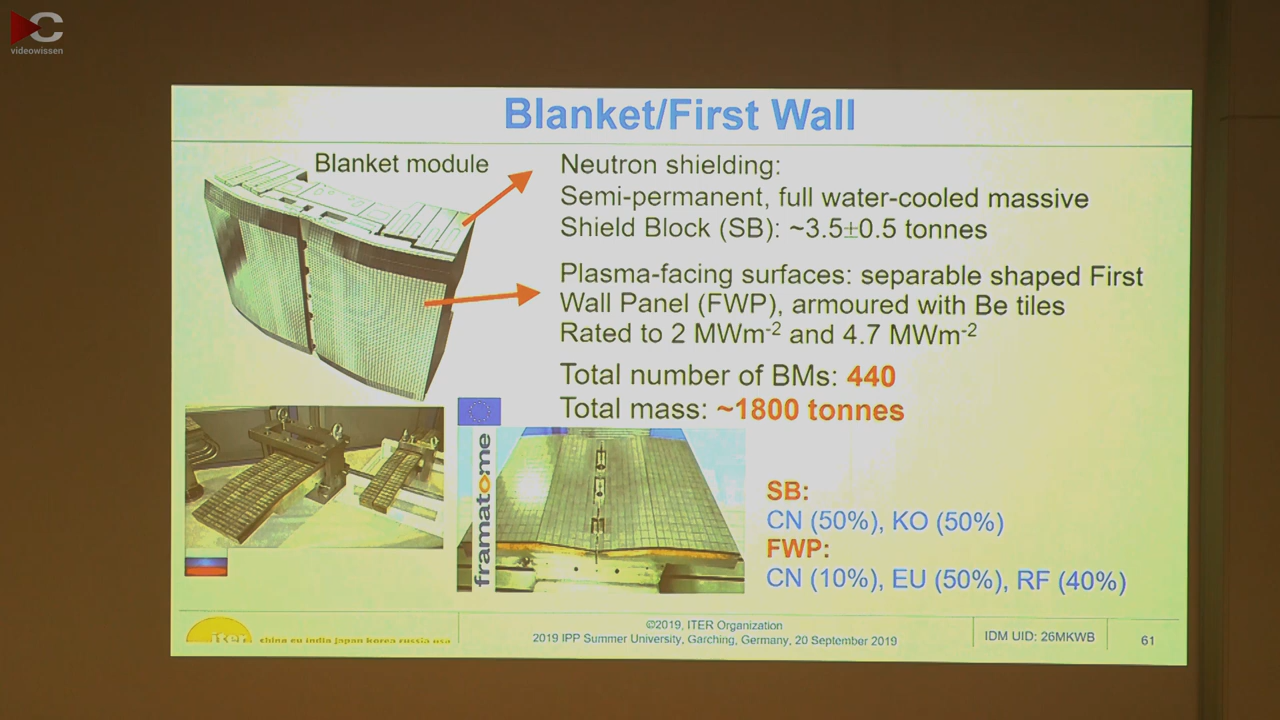 C
videowissen
Blanket/First Wall
Blanket module
Neutron shielding:
Semi-permanent, full water-cooled massive
Shield Block (SB): ~3.5±0.5 tonnes
Plasma-facing surfaces: separable shaped First
Wall Panel (FWP), armoured with Be tiles
Rated to 2 MWm-2 and 4.7 MWm-2
Total number of BMs: 440
Total mass: ~1800 tonnes
framatome
SB:
CN (50%), KO (50%)
FWP:
CN (10%), EU (50%), RF (40%)
iter
china eu india japan korea russia usa
©2019, ITER Organization
2019 IPP Summer University, Garching, Germany, 20 September 2019
IDM UID: 26MKWB
61